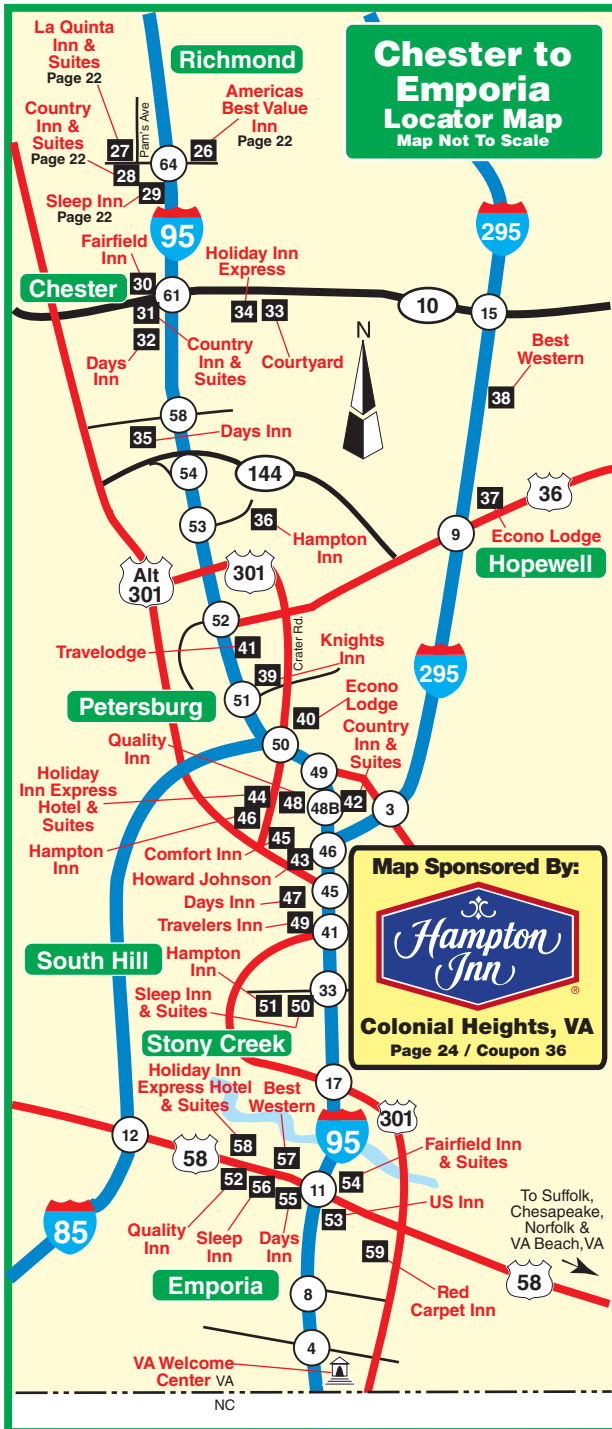 Chester to
Emporia
Locator Map
Map Not To Scale
La Quinta
Inn &
Suites
Page 22
Richmond
Country
Inn &
Suites
Page 22
Pam's Ave
Americas
Best Value
Inn
Page 22
27
26
28
64
29
Sleep Inn
Page 22
95
295
Fairfield
Inn
Holiday Inn
Express
Chester
30
61
31
34
33
10
15
32
Days
Inn
Country
Inn &
Suites
Courtyard
N
Best
Western
38
58
35
Days Inn
54
144
37
36
53
36
Hampton
Inn
9
Econo Lodge
Hopewell
Alt
301
301
52
Crater Rd.
Travelodge
41
Knights
Inn
39
295
51
Petersburg
40
Econo
Lodge
Quality
Inn
50
Country
Inn &
Suites
49
Holiday
Inn Express
Hotel &
Suites
44
48
48B
42
3
46
Hampton
Inn
45
Comfort Inn
43
46
Howard Johnson
Days Inn
47
45
Travelers Inn
49
41
Map Sponsored By:
Hampton
Inn
®
Colonial Heights, VA
Page 24 / Coupon 36
South Hill
Hampton
Inn
33
Sleep Inn
& Suites
51
50
Stony Creek
Holiday Inn
Express Hotel
& Suites
Best
Western
17
301
12
58
58
57
95
Fairfield Inn
& Suites
52
56
55
11
54
53
US Inn
Quality
Inn
Sleep
Inn
Days
Inn
To Suffolk,
Chesapeake,
Norfolk &
VA Beach,VA
85
59
58
Emporia
Red
Carpet Inn
8
4
VA Welcome
Center
VA
NC